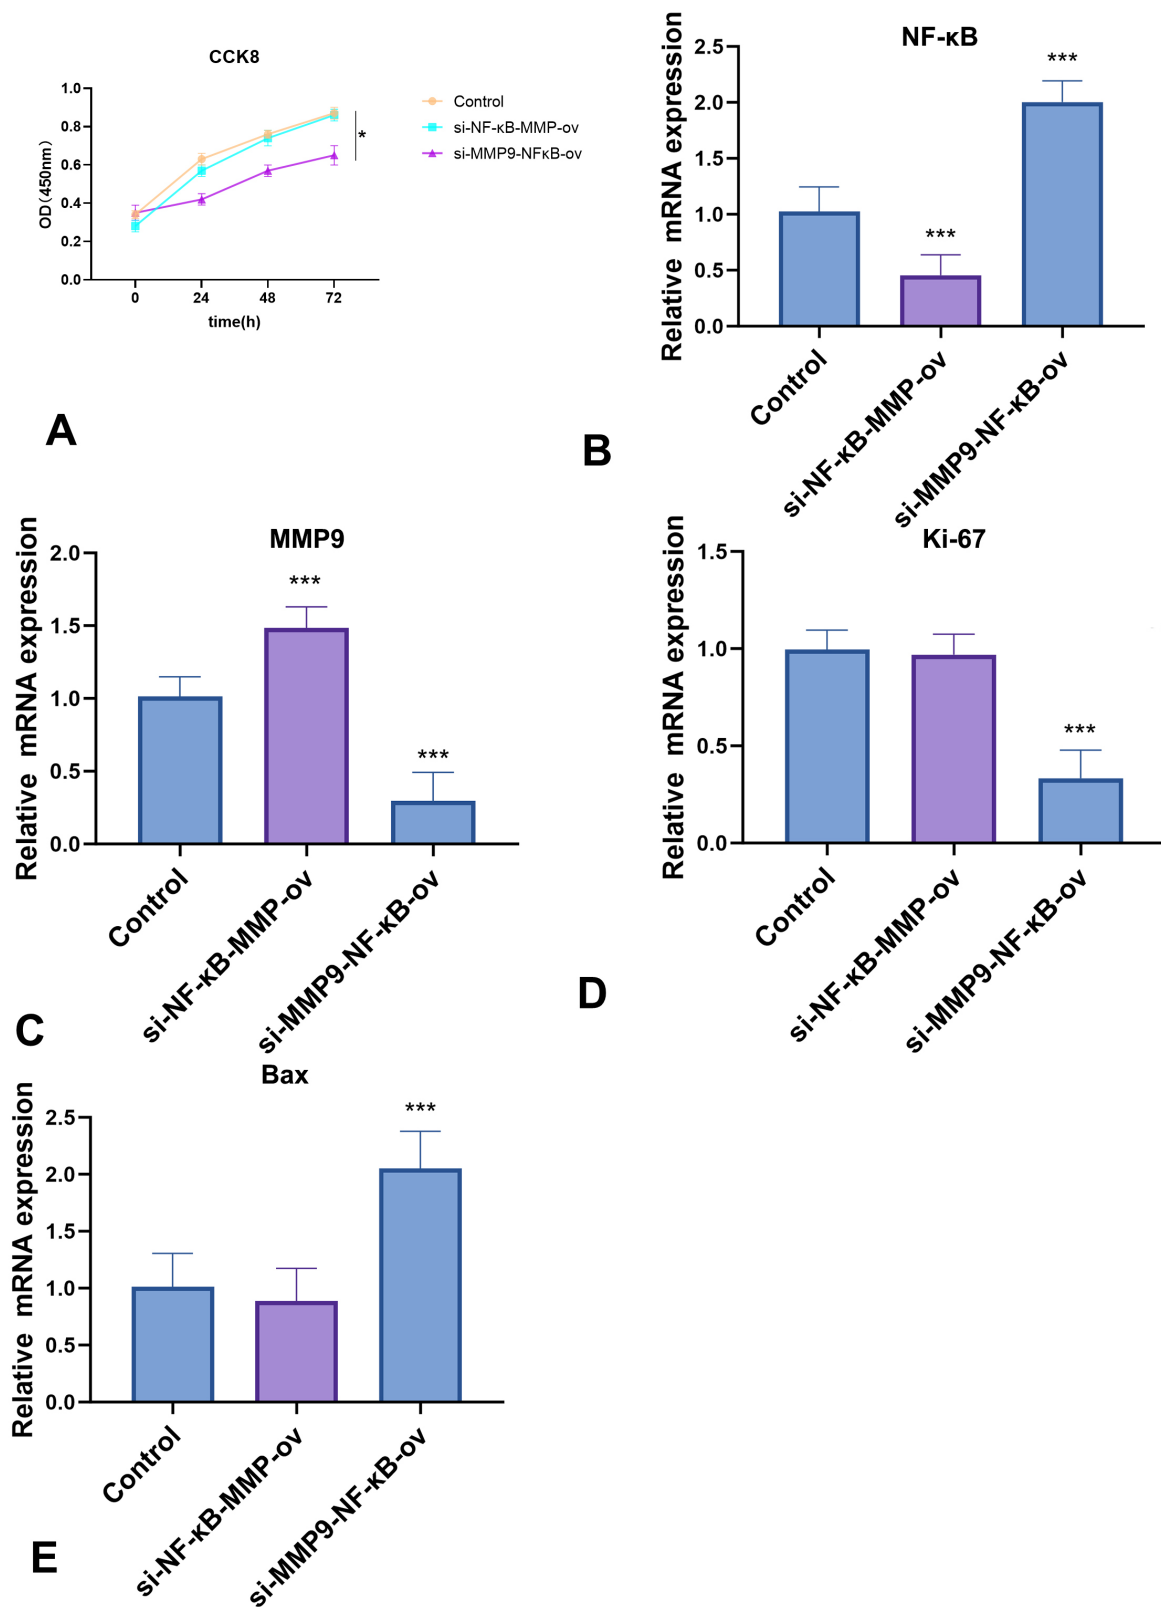 CCK8
OD(450nm)
1.0
0.8
0.6
0.4
0.2
0.0
0 24 48 72
time(h)
*
Control
si-NF-κB-MMP-ov
si-MMP9-NFκB-ov
A
NF-κB
Relative mRNA expression
2.5
2.0
1.5
1.0
0.5
0.0
***
***
Control
si-NF-κB-MMP-ov
si-MMP9-NF-κB-ov
B
MMP9
Relative mRNA expression
2.0
1.5
1.0
0.5
0.0
***
***
Control
si-NF-κB-MMP-ov
si-MMP9-NF-κB-ov
C
Ki-67
Relative mRNA expression
1.5
1.0
0.5
0.0
***
Control
si-NF-κB-MMP-ov
si-MMP9-NF-κB-ov
D
Bax
Relative mRNA expression
2.5
2.0
1.5
1.0
0.5
0.0
***
Control
si-NF-κB-MMP-ov
si-MMP9-NF-κB-ov
E